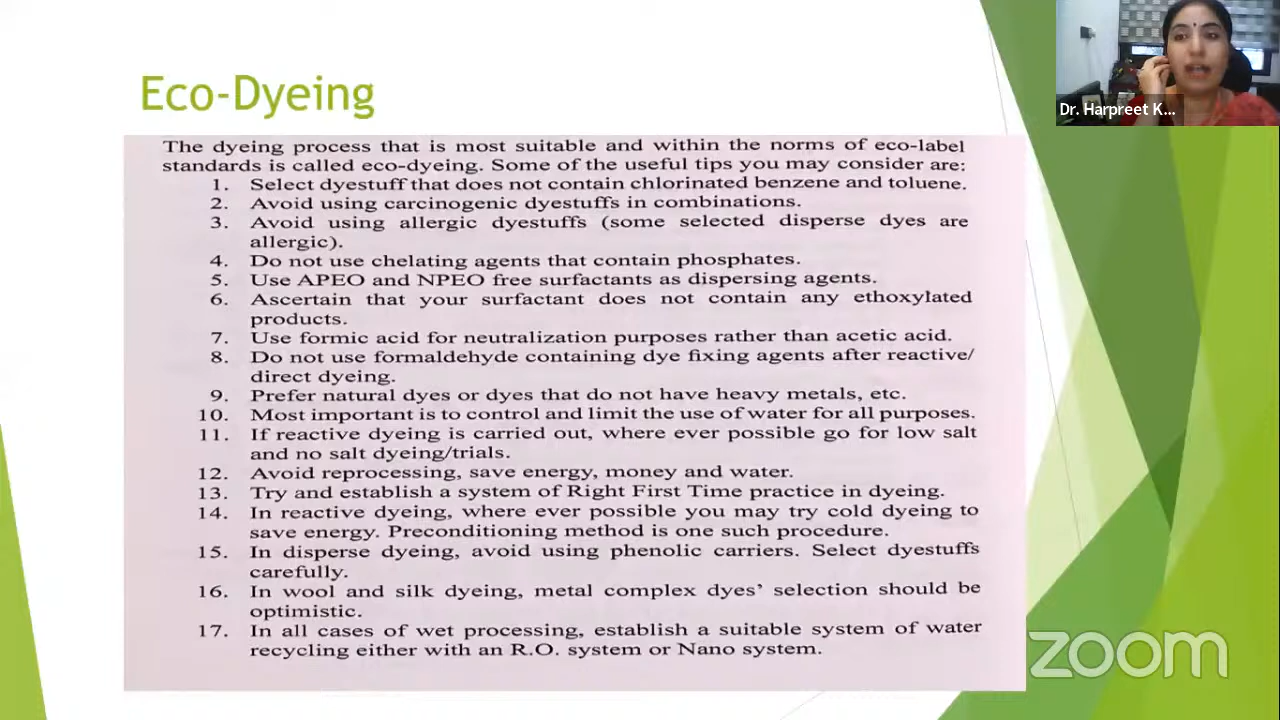 Eco-Dyeing
Dr. Harpreet K...
The dyeing process that is most suitable and within the norms of eco-label
standards is called eco-dyeing. Some of the useful tips you may consider are:
1. Select dyestuff that does not contain chlorinated benzene and toluene.
2. Avoid using carcinogenic dyestuffs in combinations.
3. Avoid using allergic dyestuffs (some selected disperse dyes are
allergic).
4. Do not use chelating agents that contain phosphates.
5. Use APEO and NPEO free surfactants as dispersing agents.
6. Ascertain that your surfactant does not contain any ethoxylated
products.
7. Use formic acid for neutralization purposes rather than acetic acid.
8. Do not use formaldehyde containing dye fixing agents after reactive/
direct dyeing.
9. Prefer natural dyes or dyes that do not have heavy metals, etc.
10. Most important is to control and limit the use of water for all purposes.
11. If reactive dyeing is carried out, where ever possible go for low salt
and no salt dyeing/trials.
12. Avoid reprocessing, save energy, money and water.
13. Try and establish a system of Right First Time practice in dyeing.
14. In reactive dyeing, where ever possible you may try cold dyeing to
save energy. Preconditioning method is one such procedure.
15. In disperse dyeing, avoid using phenolic carriers. Select dyestuffs
carefully.
16. In wool and silk dyeing, metal complex dyes' selection should be
optimistic.
17. In all cases of wet processing, establish a suitable system of water
recycling either with an R.O. system or Nano system.
zoom